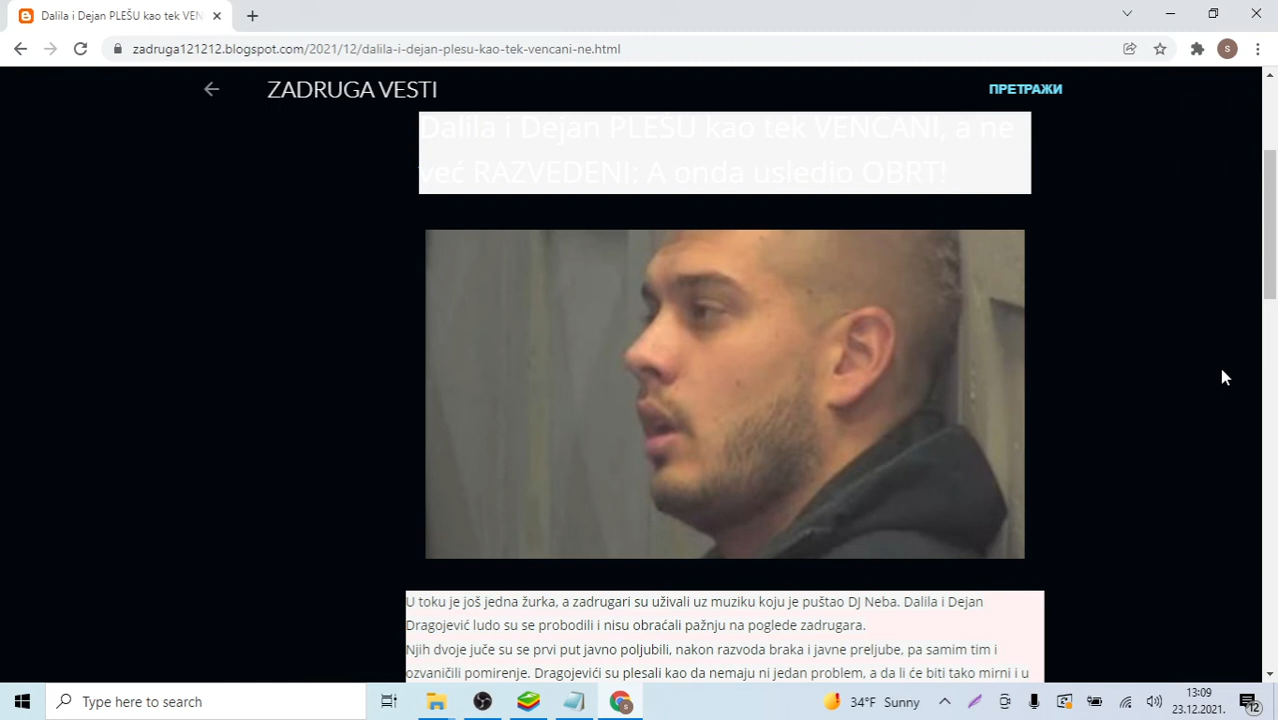 Dalila i Dejan PLEŠU kao tek VEN
zadruga121212.blogspot.com/2021/12/dalila-i-dejan-plesu-kao-tek-vencani-ne.html
S
ZADRUGA VESTI
ПРЕТРАЖИ
Dalila i Dejan PLEŠU kao tek VENCANI, a ne
već RAZVEDENI: A onda usledio OBRT!
U toku je još jedna žurka, a zadrugari su uživali uz muziku koju je puštao DJ Neba. Dalila i Dejan
Dragojević ludo su se probodili i nisu obraćali pažnju na poglede zadrugara.
Njih dvoje juče su se prvi put javno poljubili, nakon razvoda braka i javne preljube, pa samim tim i
ozvaničili pomirenje. Dragojevići su plesali kao da nemaju ni jedan problem, a da li će biti tako mirni i u
Type here to search
34°F Sunny
13:09
23.12.2021.
12